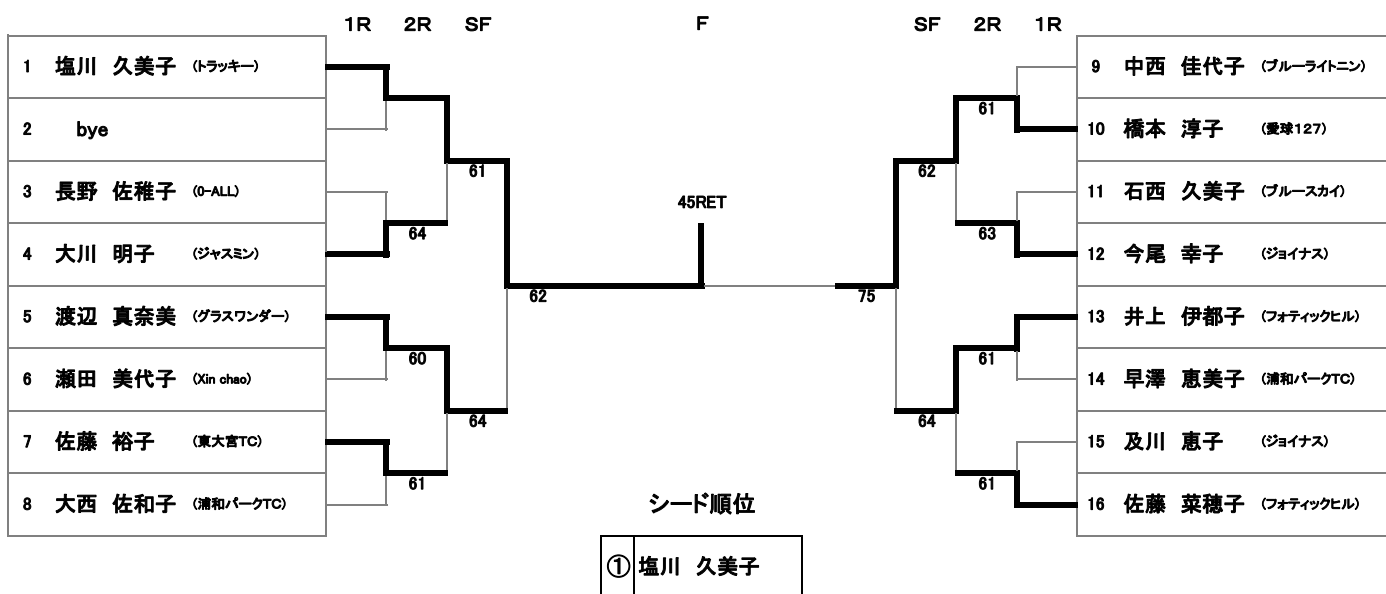 1R 2R SF F SF 2R 1R
1 塩川 久美子 (トラッキー)
2 bye
3 長野 佐稚子 (0-ALL)
4 大川 明子 (ジャスミン)
5 渡辺 真奈美 (グラスワンダー)
6 瀬田 美代子 (Xin chao)
7 佐藤 裕子 (東大宮TC)
8 大西 佐和子 (浦和パークTC)
61
64
62
60
64
61
45RET
61
62
63
75
61
64
61
9 中西 佳代子 (ブルーライトニン)
10 橋本 淳子 (愛球127)
11 石西 久美子 (ブルースカイ)
12 今尾 幸子 (ジョイナス)
13 井上 伊都子 (フォティックヒル)
14 早澤 恵美子 (浦和パークTC)
15 及川 恵子 (ジョイナス)
16 佐藤 菜穂子 (フォティックヒル)
シード順位
① 塩川 久美子